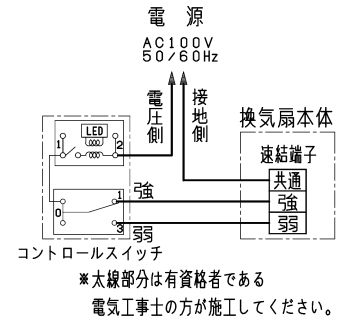 電源
AC100V
50/60Hz
電圧側
接地側
換気扇本体
速結端子
共通
強
弱
LED
1
2
強
1
0
3
弱
コントロールスイッチ
※太線部分は有資格者である
電気工事士の方が施工してください。